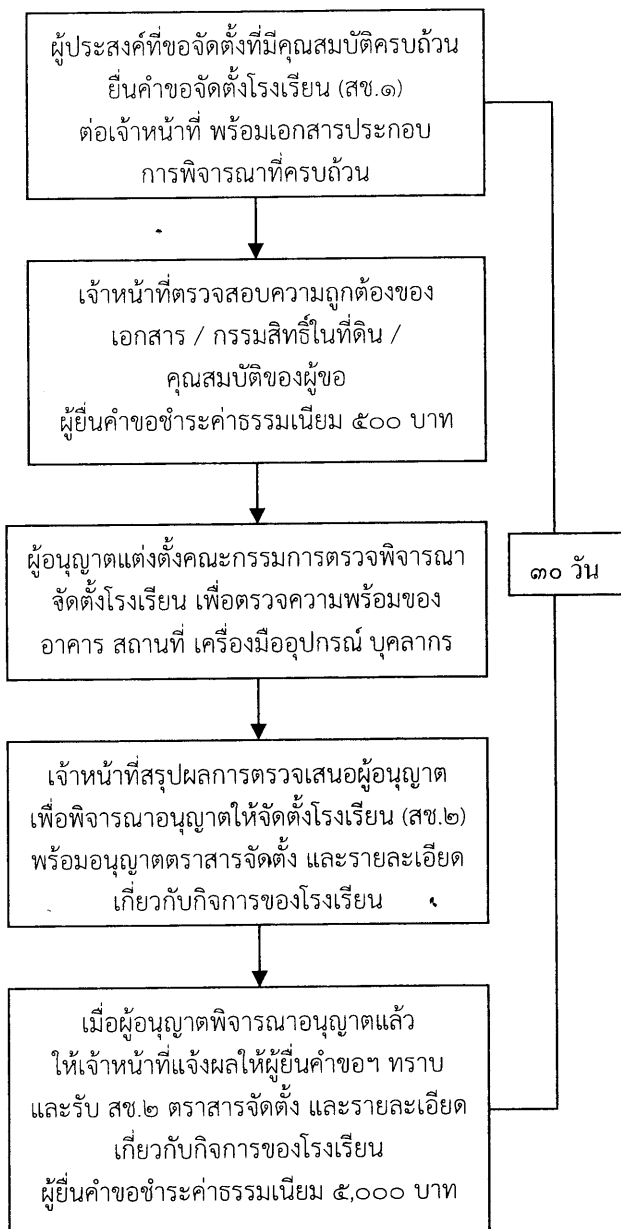 ผู้ประสงค์ที่ขอจัดตั้งที่มีคุณสมบัติครบถ้วน
ยื่นคำขอจัดตั้งโรงเรียน (สช.๑)
ต่อเจ้าหน้าที่ พร้อมเอกสารประกอบ
การพิจารณาที่ครบถ้วน
เจ้าหน้าที่ตรวจสอบความถูกต้องของ
เอกสาร / กรรมสิทธิ์ในที่ดิน /
คุณสมบัติของผู้ขอ
ผู้ยื่นคำขอชำระค่าธรรมเนียม ๕๐๐ บาท
ผู้อนุญาตแต่งตั้งคณะกรรมการตรวจพิจารณา
จัดตั้งโรงเรียน เพื่อตรวจความพร้อมของ
อาคาร สถานที่ เครื่องมืออุปกรณ์ บุคลากร
๓๐ วัน
เจ้าหน้าที่สรุปผลการตรวจเสนอผู้อนุญาต
เพื่อพิจารณาอนุญาตให้จัดตั้งโรงเรียน (สช.๒)
พร้อมอนุญาตตราสารจัดตั้ง และรายละเอียด
เกี่ยวกับกิจการของโรงเรียน
เมื่อผู้อนุญาตพิจารณาอนุญาตแล้ว
ให้เจ้าหน้าที่แจ้งผลให้ผู้ยื่นคำขอฯ ทราบ
และรับ สช.๒ ตราสารจัดตั้ง และรายละเอียด
เกี่ยวกับกิจการของโรงเรียน
ผู้ยื่นคำขอชำระค่าธรรมเนียม ๕,๐๐๐ บาท